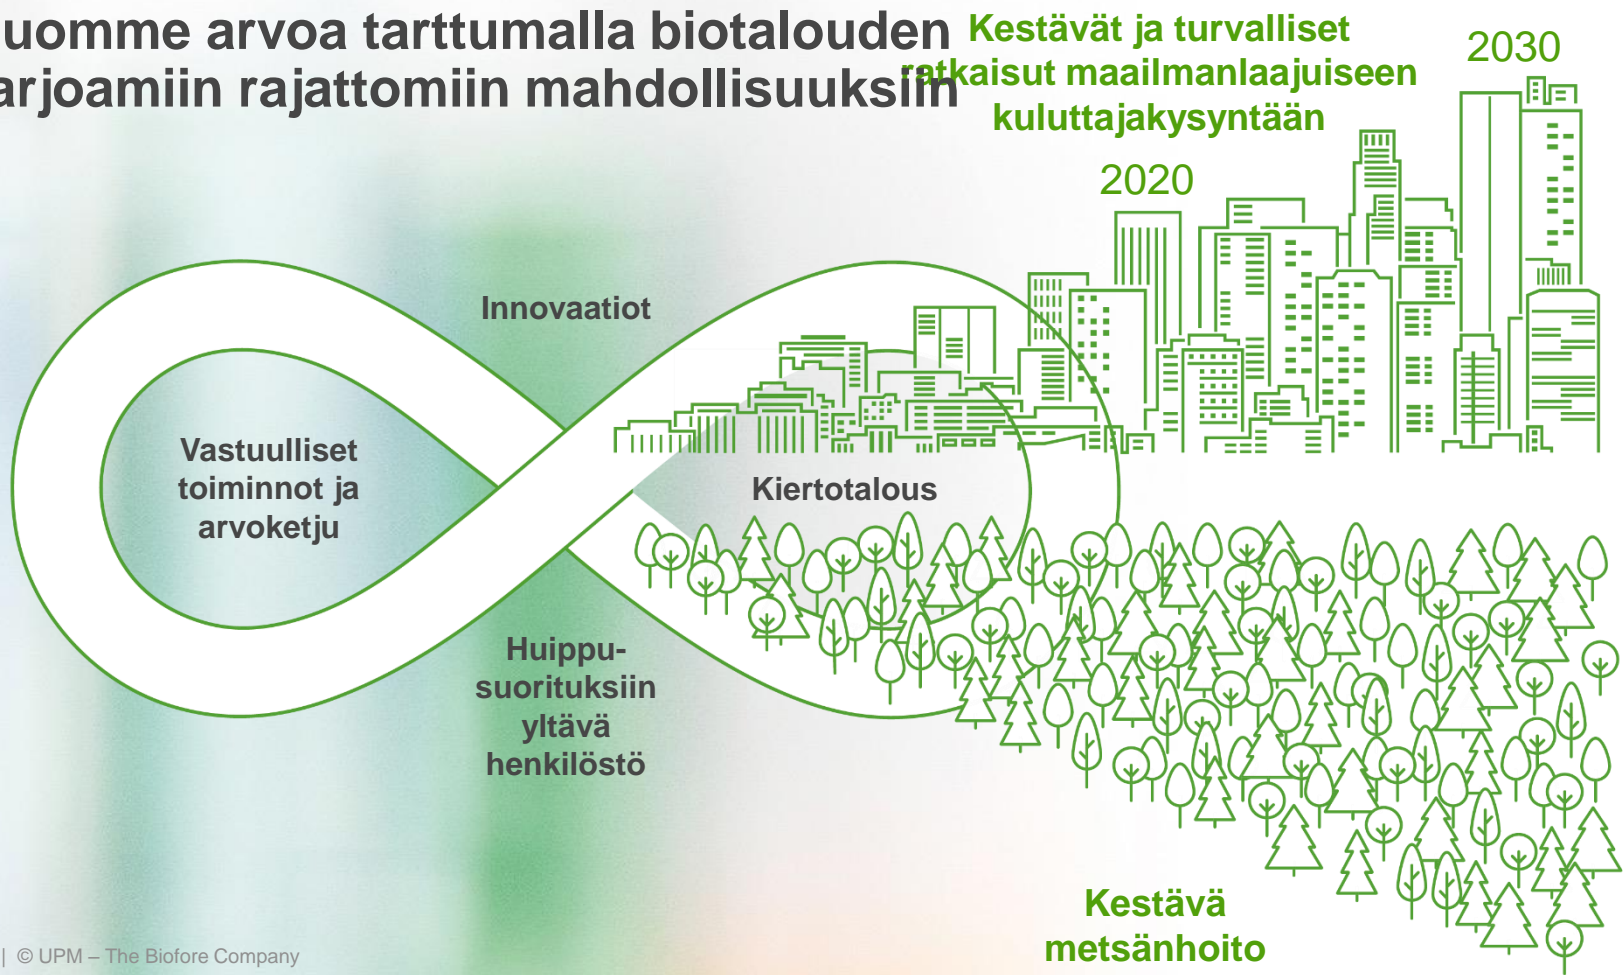 uomme arvoa tarttumalla biotalouden
arjoamiin rajattomiin mahdollisuuksiin
Kestävät ja turvalliset
ratkaisut maailmanlaajuiseen
kuluttajakysyntään
2030
2020
Innovaatiot
Vastuulliset
toiminnot ja
arvoketju
Kiertotalous
Huippu-
suorituksiin
yltävä
henkilöstö
Kestävä
metsänhoito
| © UPM – The Biofore Company